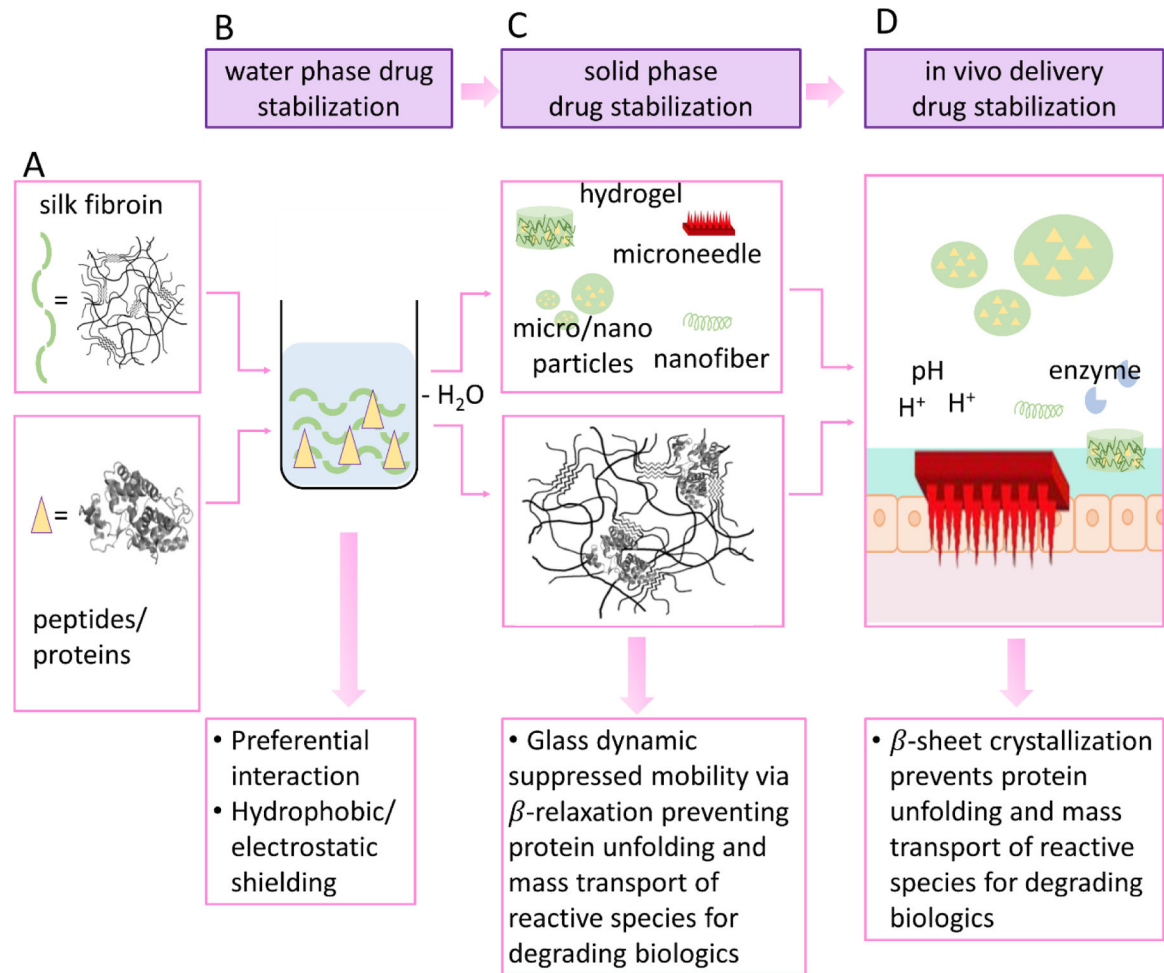 B
C
D
water phase drug
stabilization
solid phase
drug stabilization
in vivo delivery
drug stabilization
A
silk fibroin
=
peptides/
proteins
=
- H₂O
hydrogel
microneedle
micro/nano
particles
nanofiber
pH
H⁺ H⁺
enzyme
• Preferential
interaction
• Hydrophobic/
electrostatic
shielding
• Glass dynamic
suppressed mobility via
β-relaxation preventing
protein unfolding and
mass transport of
reactive species for
degrading biologics
• β-sheet crystallization
prevents protein
unfolding and mass
transport of reactive
species for degrading
biologics